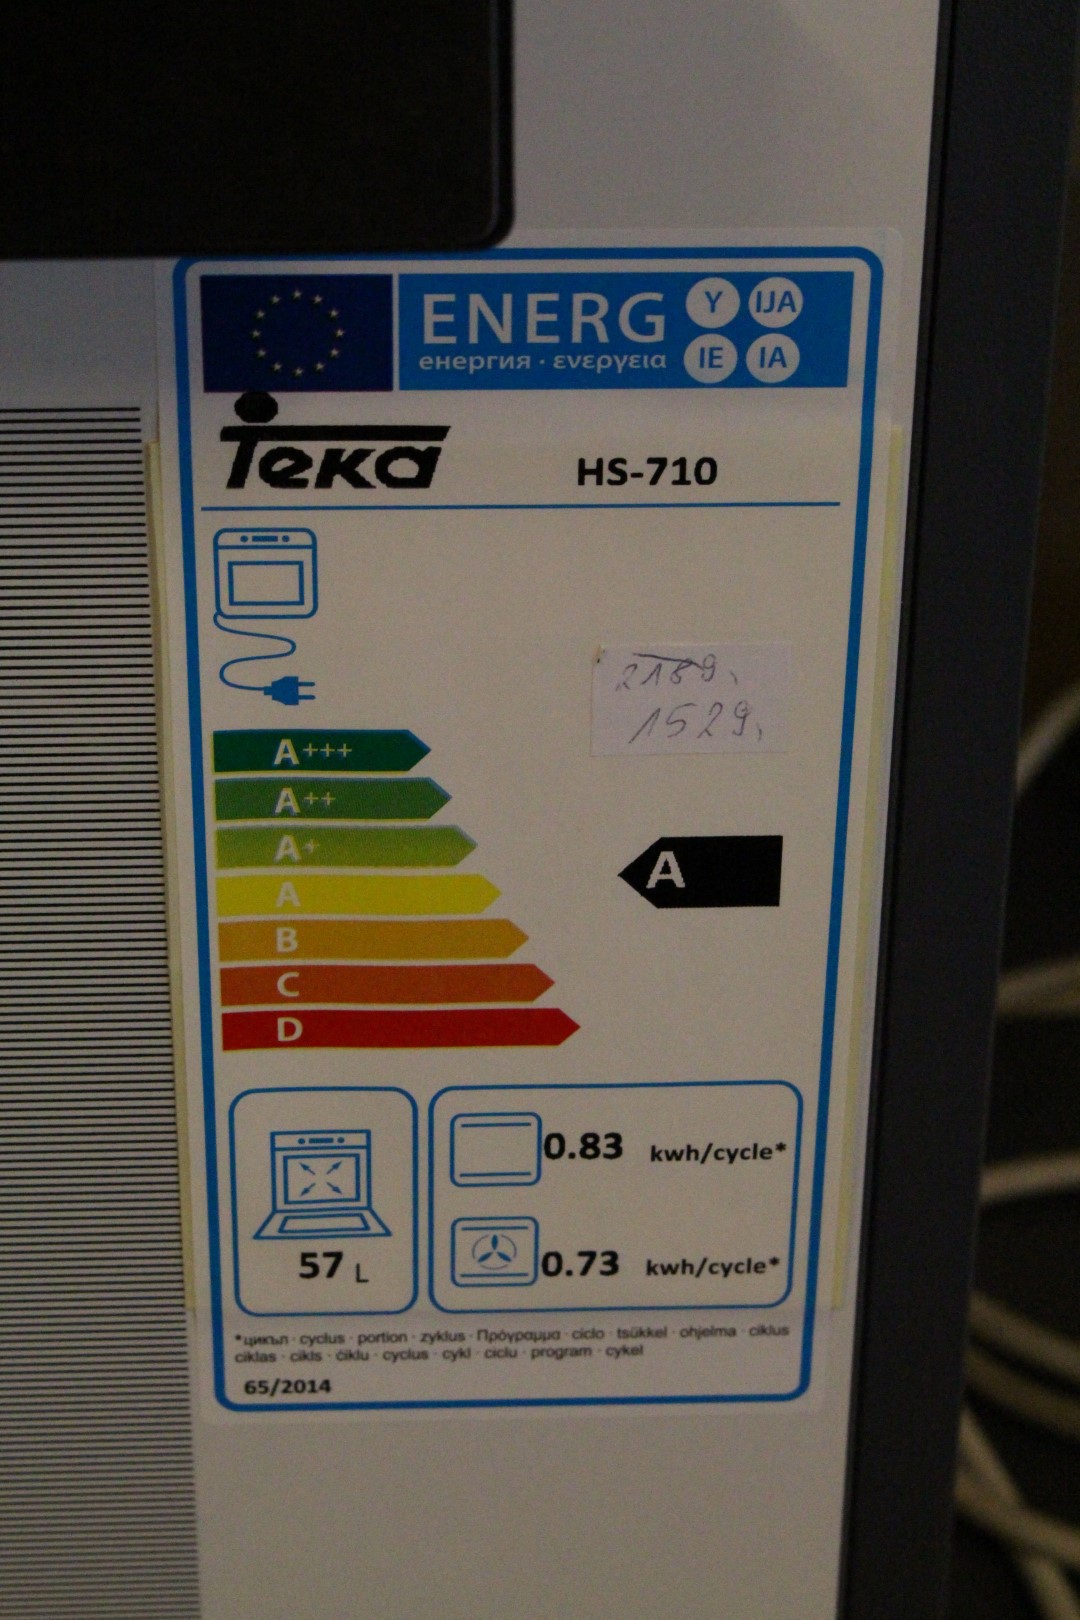 ENERG Y IJA
енергия · ενεργεια IE IA
Teka HS-710
2189,
1529,
A+++
A++
A+
A
A
B
C
D
0.83 kwh/cycle*
57 L
0.73 kwh/cycle*
*цикъл · cyclus · portion · zyklus · Πρόγραμμα · ciclo · tsükkel · ohjelma · ciklus
ciklas · cikls · ċiklu · cyclus · cykl · ciclu · program · cykel
65/2014